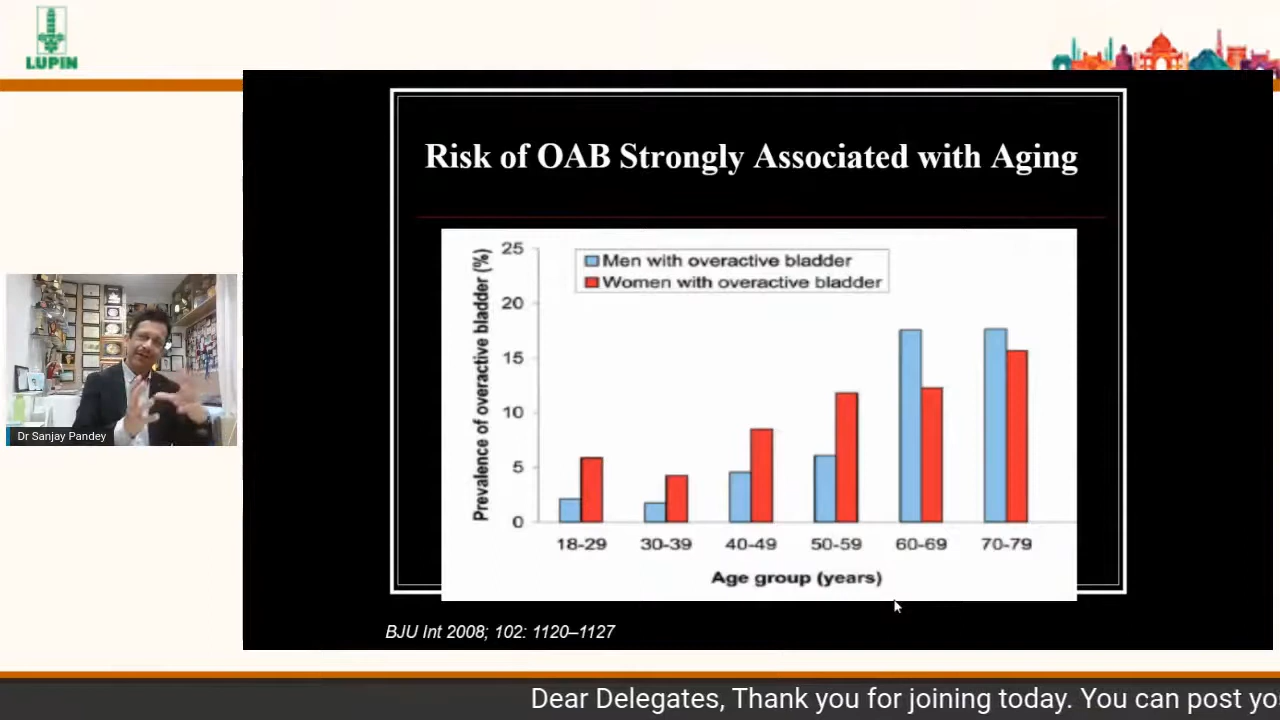 LUPIN
Risk of OAB Strongly Associated with Aging
Prevalence of overactive bladder (%)
25
20
15
10
5
0
Men with overactive bladder
Women with overactive bladder
18-29 30-39 40-49 50-59 60-69 70-79
Age group (years)
Dr Sanjay Pandey
BJU Int 2008; 102: 1120–1127
Dear Delegates, Thank you for joining today. You can post yo